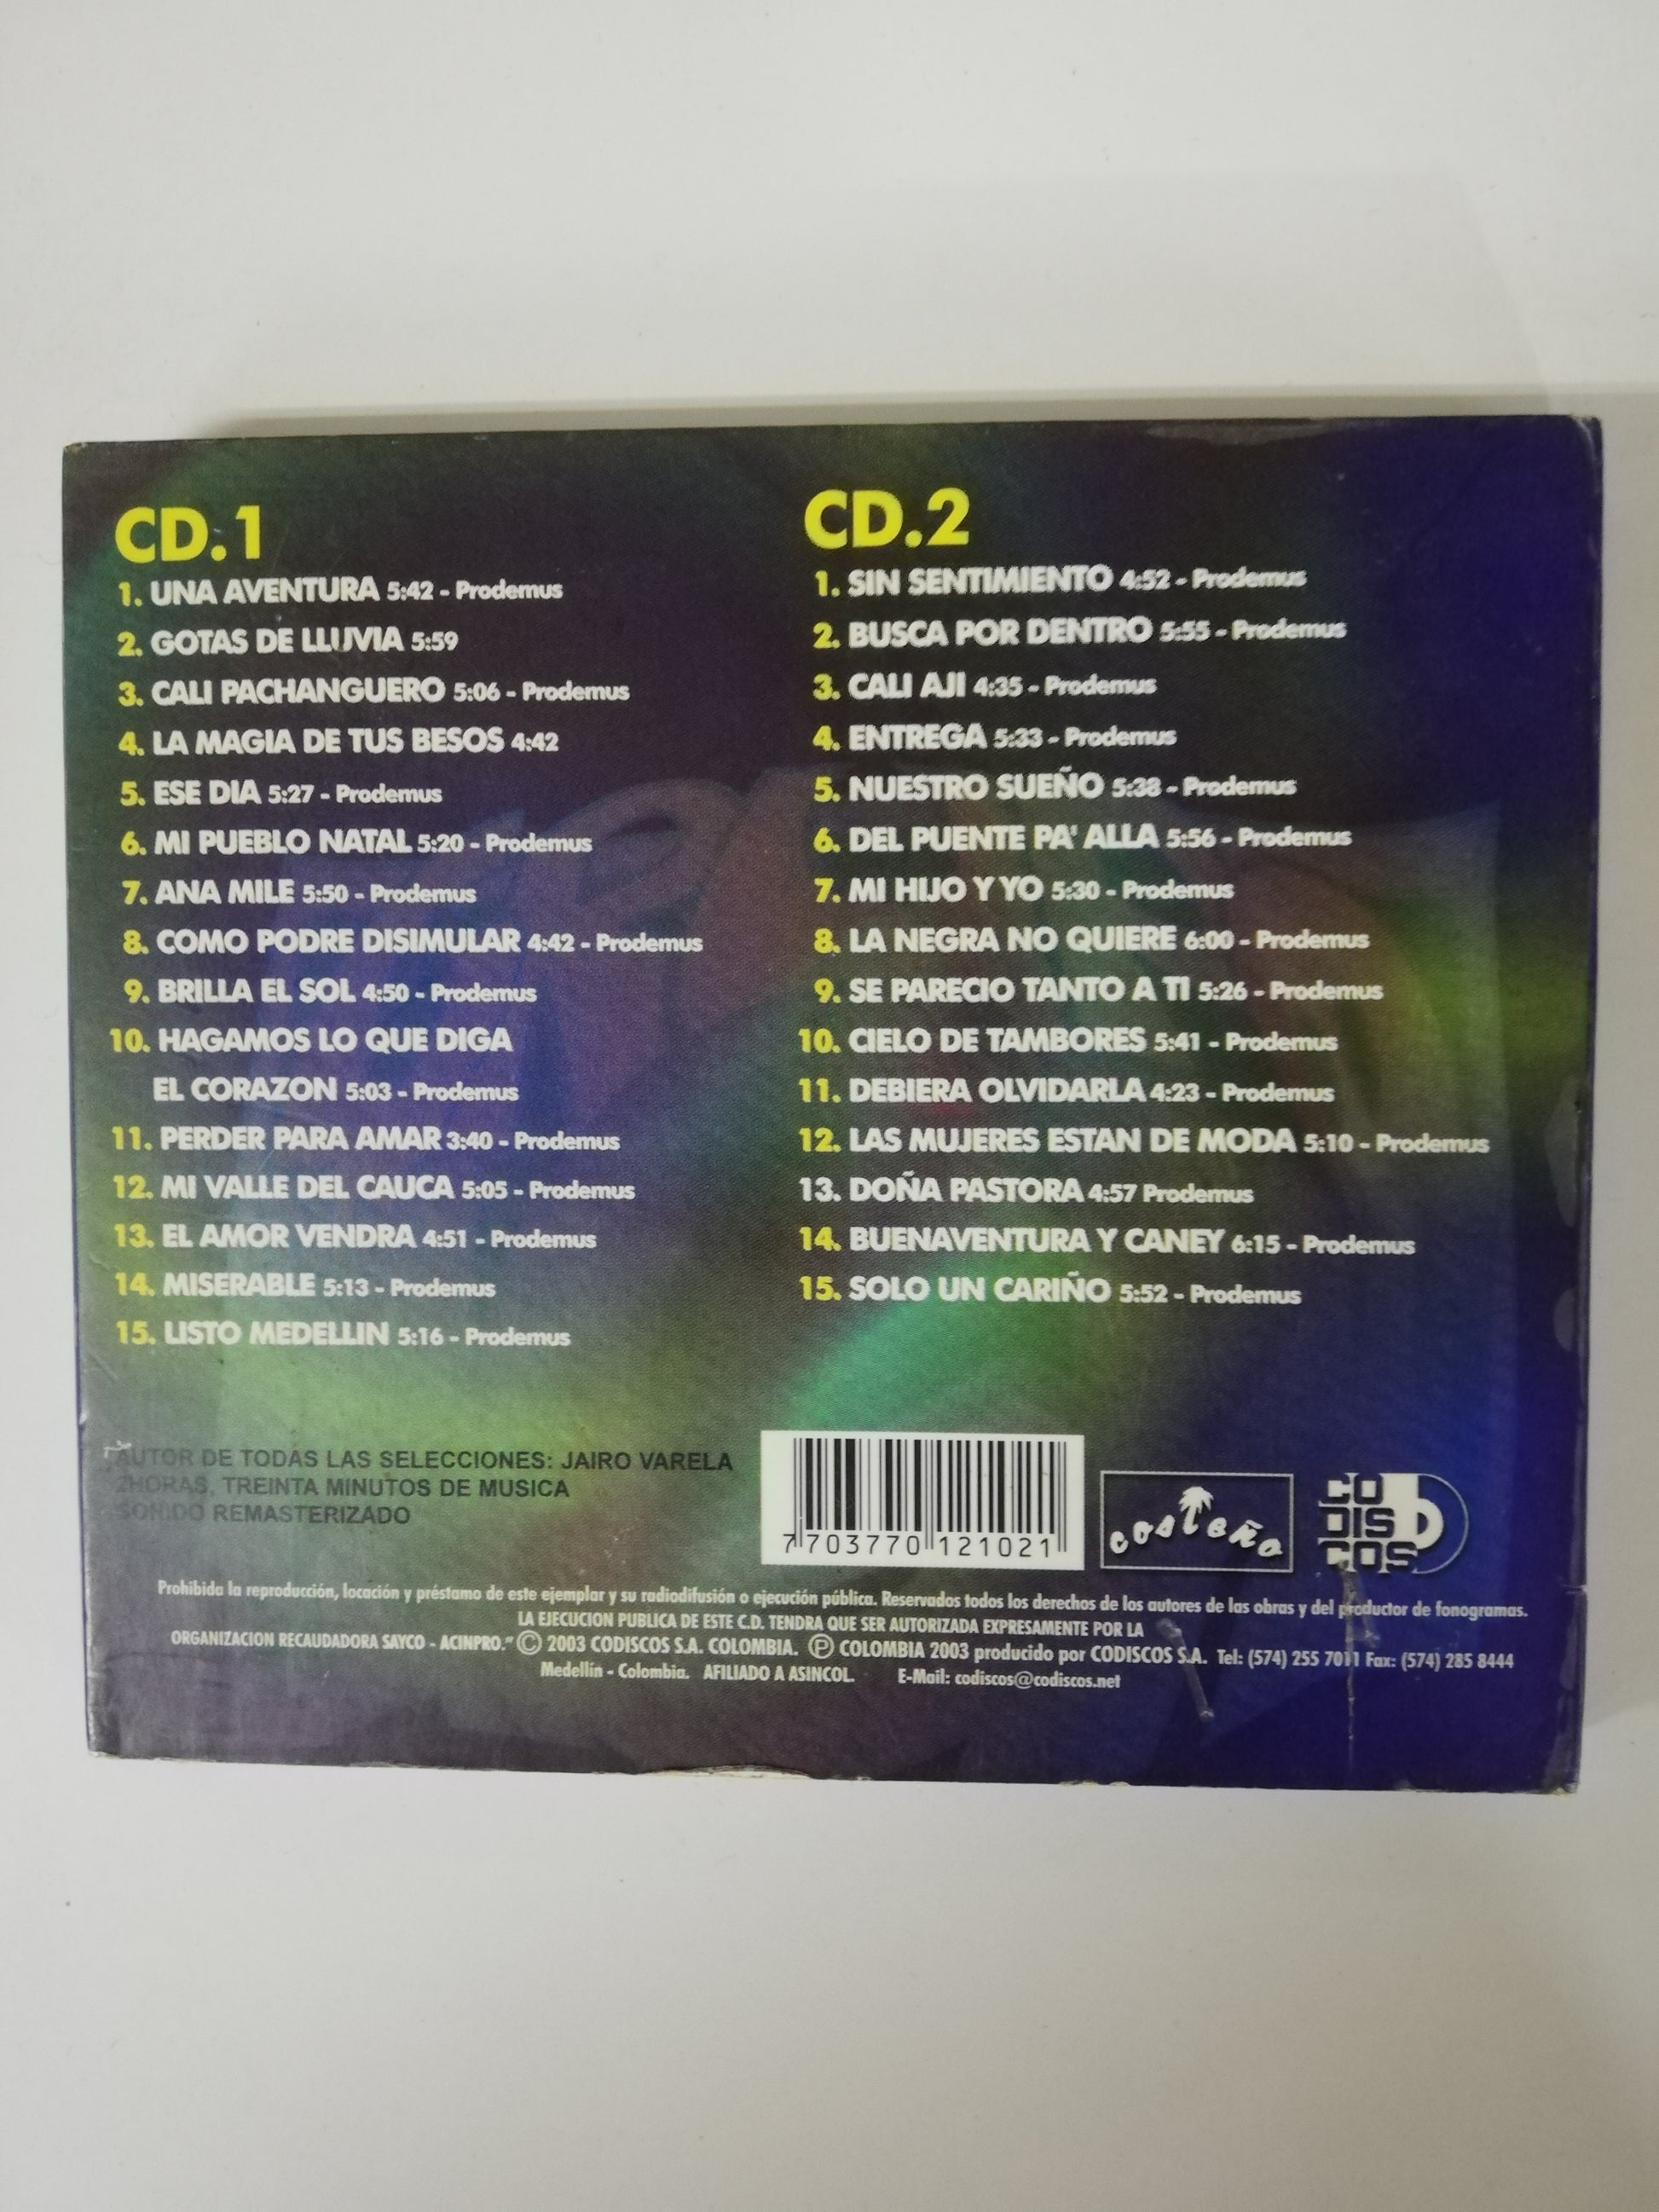 CD.1
1. UNA AVENTURA 5:42 - Prodemus
2. GOTAS DE LLUVIA 5:59
3. CALI PACHANGUERO 5:06 - Prodemus
4. LA MAGIA DE TUS BESOS 4:42
5. ESE DIA 5:27 - Prodemus
6. MI PUEBLO NATAL 5:20 - Prodemus
7. ANA MILE 5:50 - Prodemus
8. COMO PODRE DISIMULAR 4:42 - Prodemus
9. BRILLA EL SOL 4:50 - Prodemus
10. HAGAMOS LO QUE DIGA
EL CORAZON 5:03 - Prodemus
11. PERDER PARA AMAR 3:40 - Prodemus
12. MI VALLE DEL CAUCA 5:05 - Prodemus
13. EL AMOR VENDRA 4:51 - Prodemus
14. MISERABLE 5:13 - Prodemus
15. LISTO MEDELLIN 5:16 - Prodemus
CD.2
1. SIN SENTIMIENTO 4:52 - Prodemus
2. BUSCA POR DENTRO 5:55 - Prodemus
3. CALI AJI 4:35 - Prodemus
4. ENTREGA 5:33 - Prodemus
5. NUESTRO SUEÑO 5:38 - Prodemus
6. DEL PUENTE PA' ALLA 5:56 - Prodemus
7. MI HIJO Y YO 5:30 - Prodemus
8. LA NEGRA NO QUIERE 6:00 - Prodemus
9. SE PARECIO TANTO A TI 5:26 - Prodemus
10. CIELO DE TAMBORES 5:41 - Prodemus
11. DEBIERA OLVIDARLA 4:23 - Prodemus
12. LAS MUJERES ESTAN DE MODA 5:10 - Prodemus
13. DOÑA PASTORA 4:57 Prodemus
14. BUENAVENTURA Y CANEY 6:15 - Prodemus
15. SOLO UN CARIÑO 5:52 - Prodemus
AUTOR DE TODAS LAS SELECCIONES: JAIRO VARELA
2HORAS, TREINTA MINUTOS DE MUSICA
SONIDO REMASTERIZADO
7 703770 121021
costeño
CO
DIS
COS
Prohibida la reproducción, locación y préstamo de este ejemplar y su radiodifusión o ejecución pública. Reservados todos los derechos de los autores de las obras y del productor de fonogramas.
LA EJECUCION PUBLICA DE ESTE C.D. TENDRA QUE SER AUTORIZADA EXPRESAMENTE POR LA
ORGANIZACION RECAUDADORA SAYCO - ACINPRO." © 2003 CODISCOS S.A. COLOMBIA. ℗ COLOMBIA 2003 producido por CODISCOS S.A. Tel: (574) 255 7011 Fax: (574) 285 8444
Medellín - Colombia. AFILIADO A ASINCOL. E-Mail: codiscos@codiscos.net